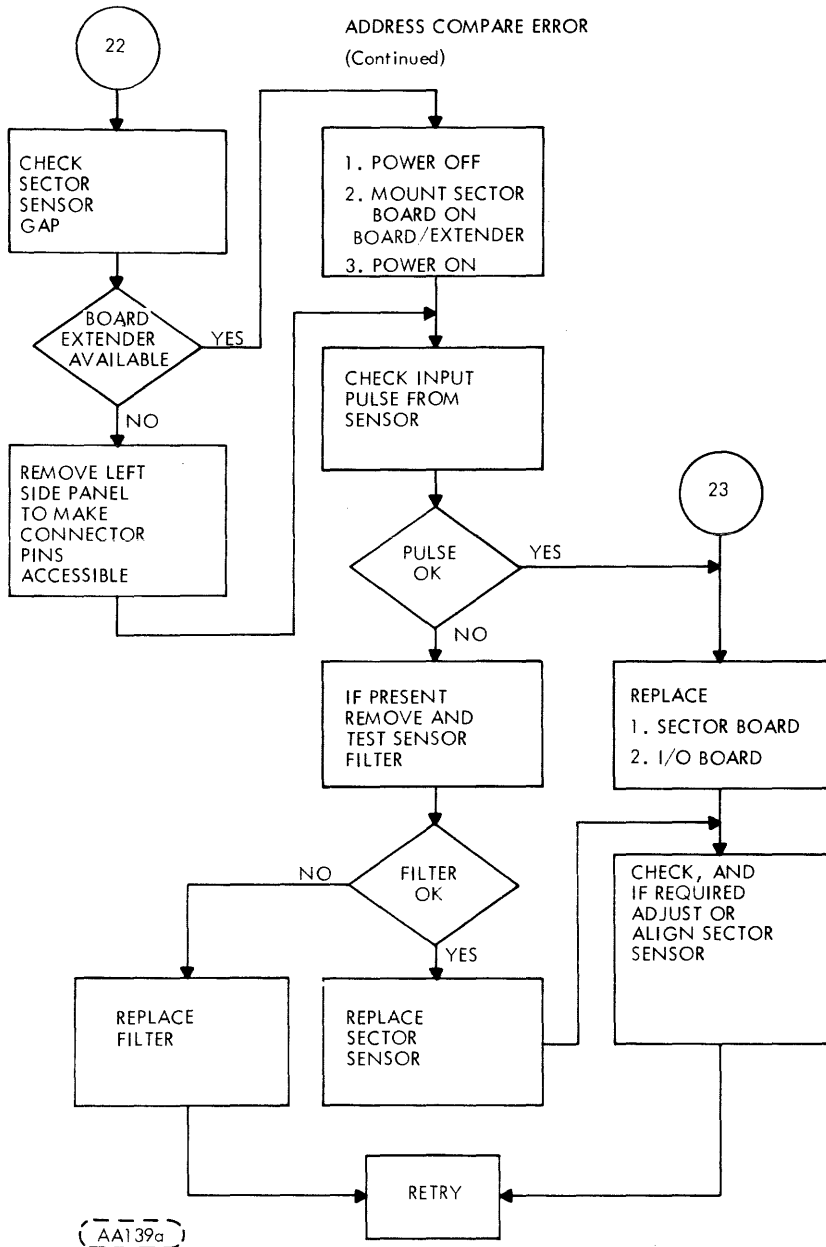 ADDRESS COMPARE ERROR
(Continued)
22
CHECK
SECTOR
SENSOR
GAP
BOARD
EXTENDER
AVAILABLE
YES
NO
REMOVE LEFT
SIDE PANEL
TO MAKE
CONNECTOR
PINS
ACCESSIBLE
1. POWER OFF
2. MOUNT SECTOR
BOARD ON
BOARD/EXTENDER
3. POWER ON
CHECK INPUT
PULSE FROM
SENSOR
PULSE
OK
YES
NO
23
IF PRESENT
REMOVE AND
TEST SENSOR
FILTER
REPLACE
1. SECTOR BOARD
2. I/O BOARD
FILTER
OK
NO
YES
CHECK, AND
IF REQUIRED
ADJUST OR
ALIGN SECTOR
SENSOR
REPLACE
FILTER
REPLACE
SECTOR
SENSOR
RETRY
AA139a